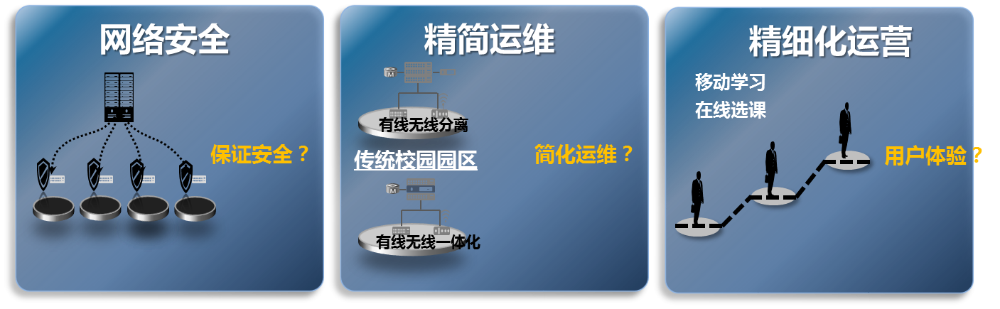 网络安全
保证安全？
精简运维
M
有线无线分离
传统校园园区
简化运维？
M
有线无线一体化
精细化运营
移动学习
在线选课
用户体验？